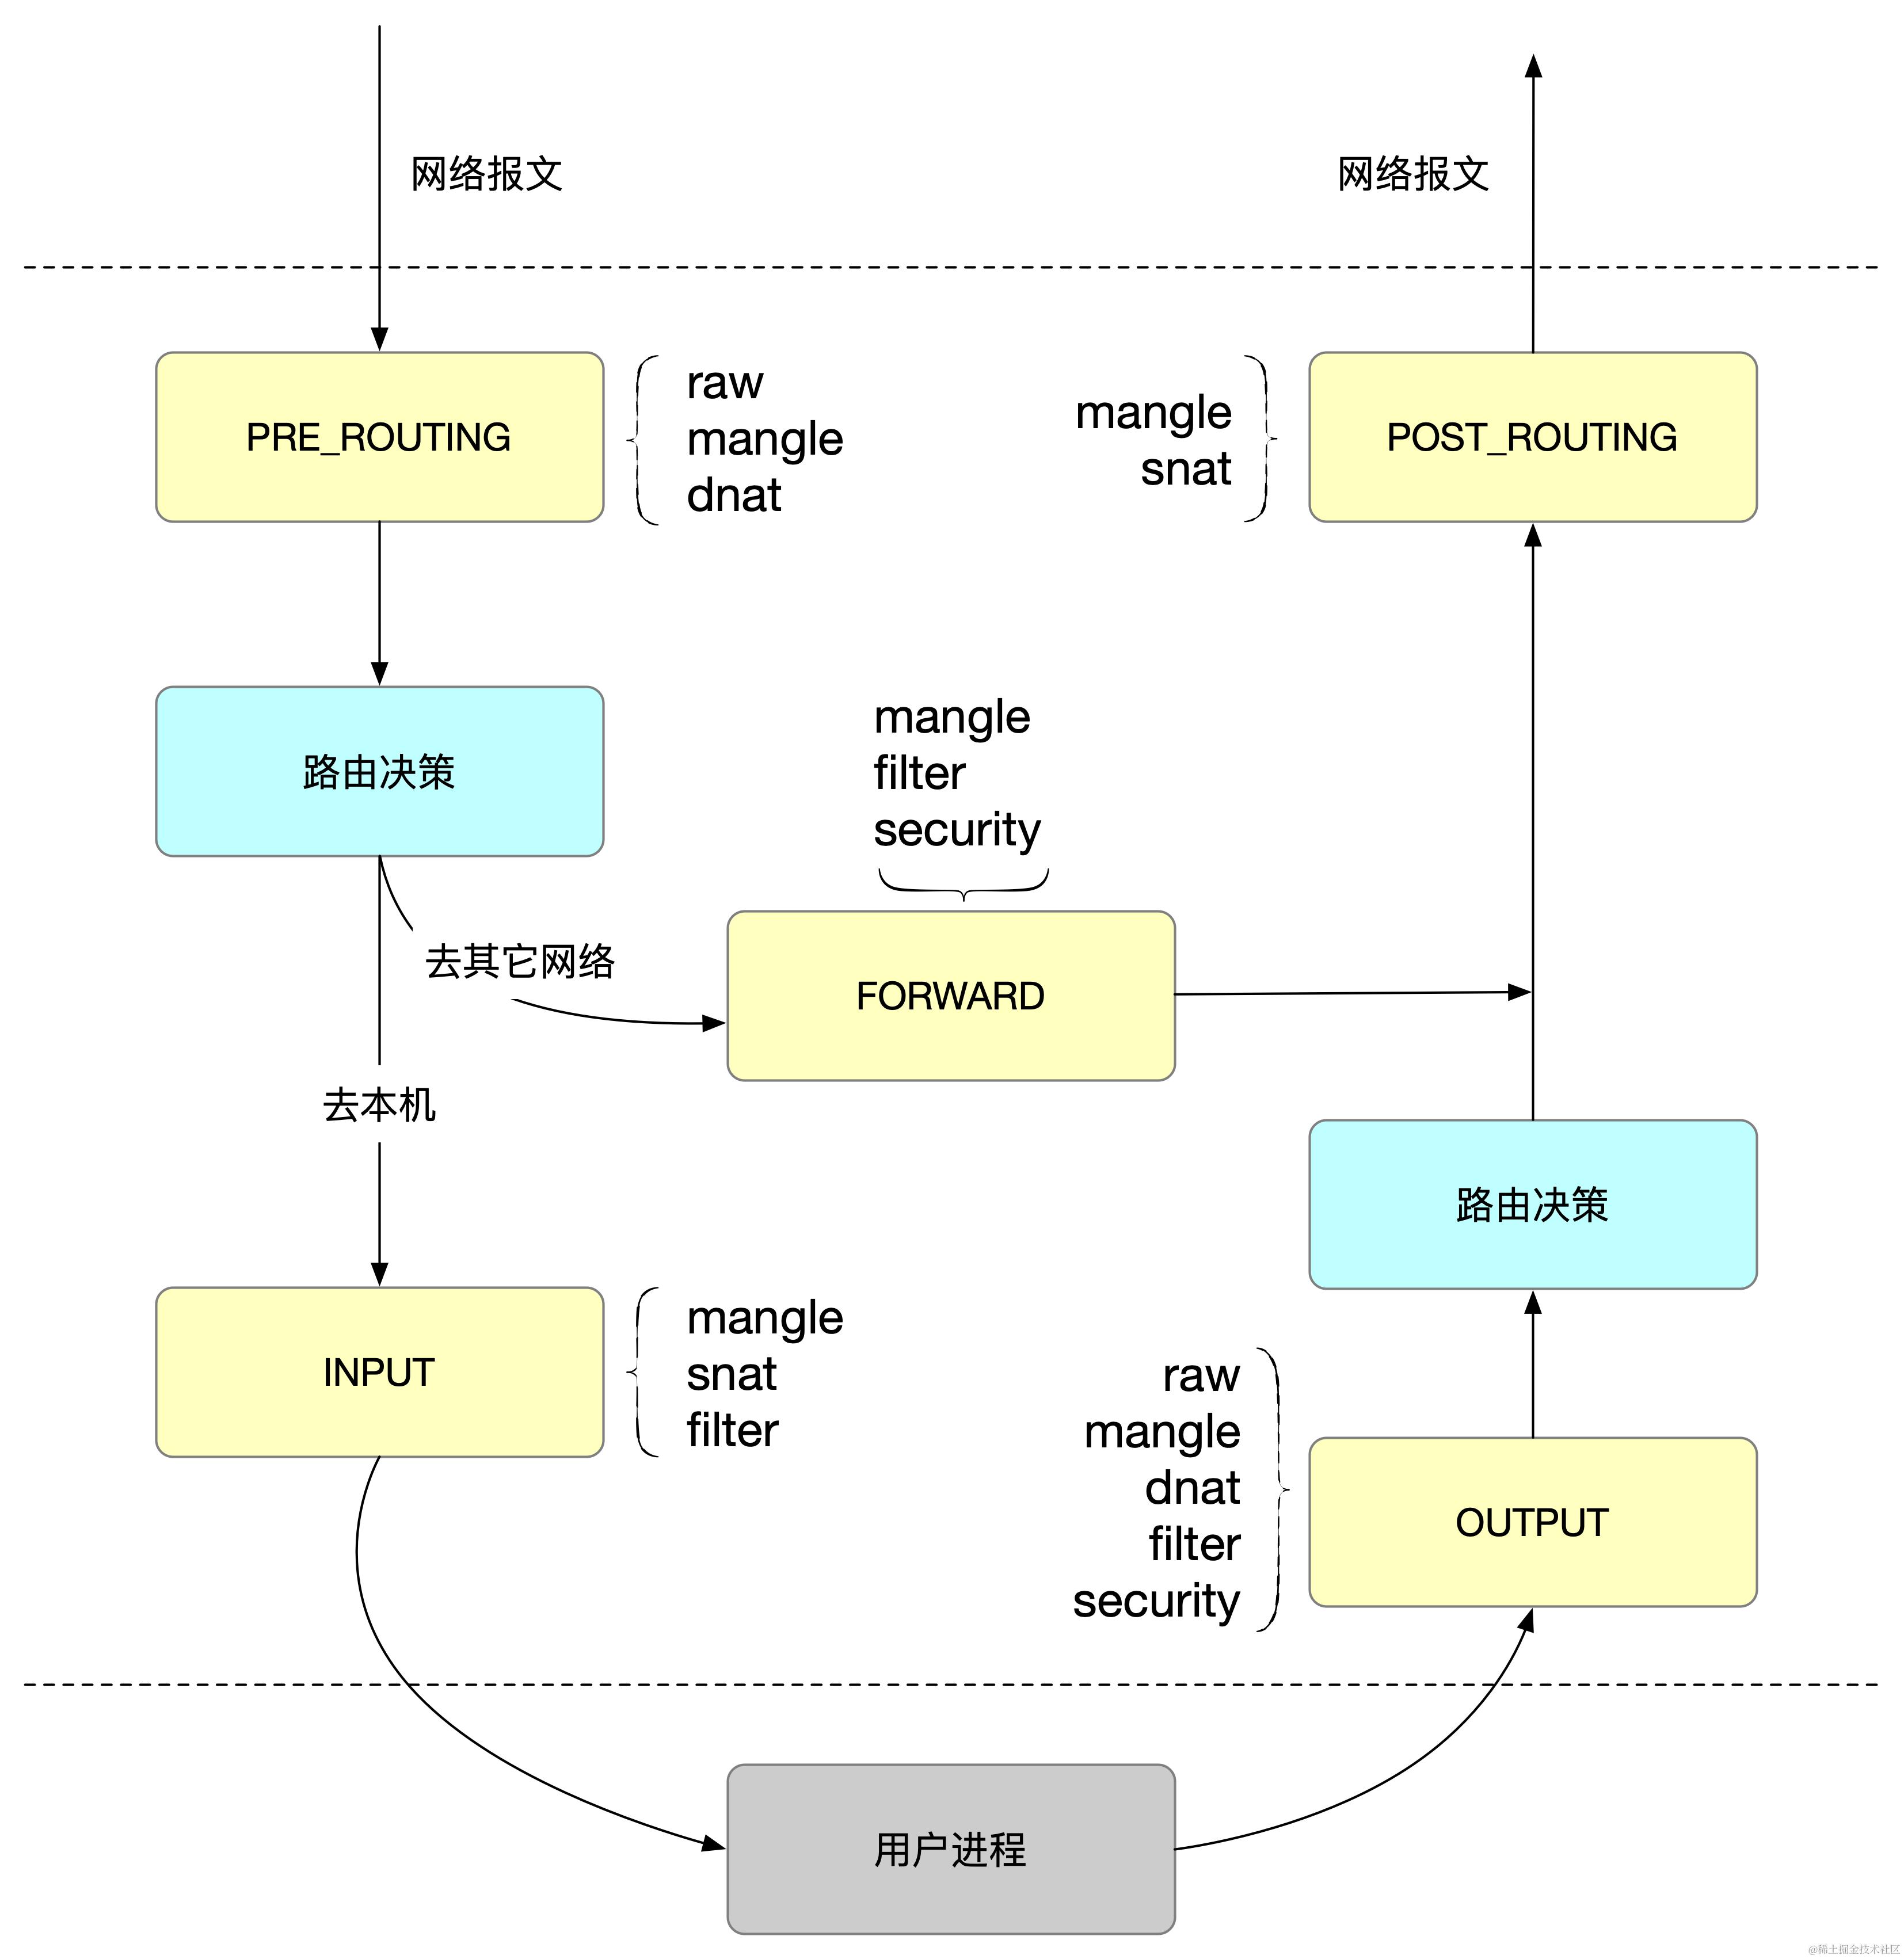 网络报文
网络报文
PRE_ROUTING
raw
mangle
dnat
mangle
snat
POST_ROUTING
路由决策
mangle
filter
security
去其它网络
FORWARD
去本机
路由决策
INPUT
mangle
snat
filter
raw
mangle
dnat
filter
security
OUTPUT
用户进程
@稀土掘金技术社区